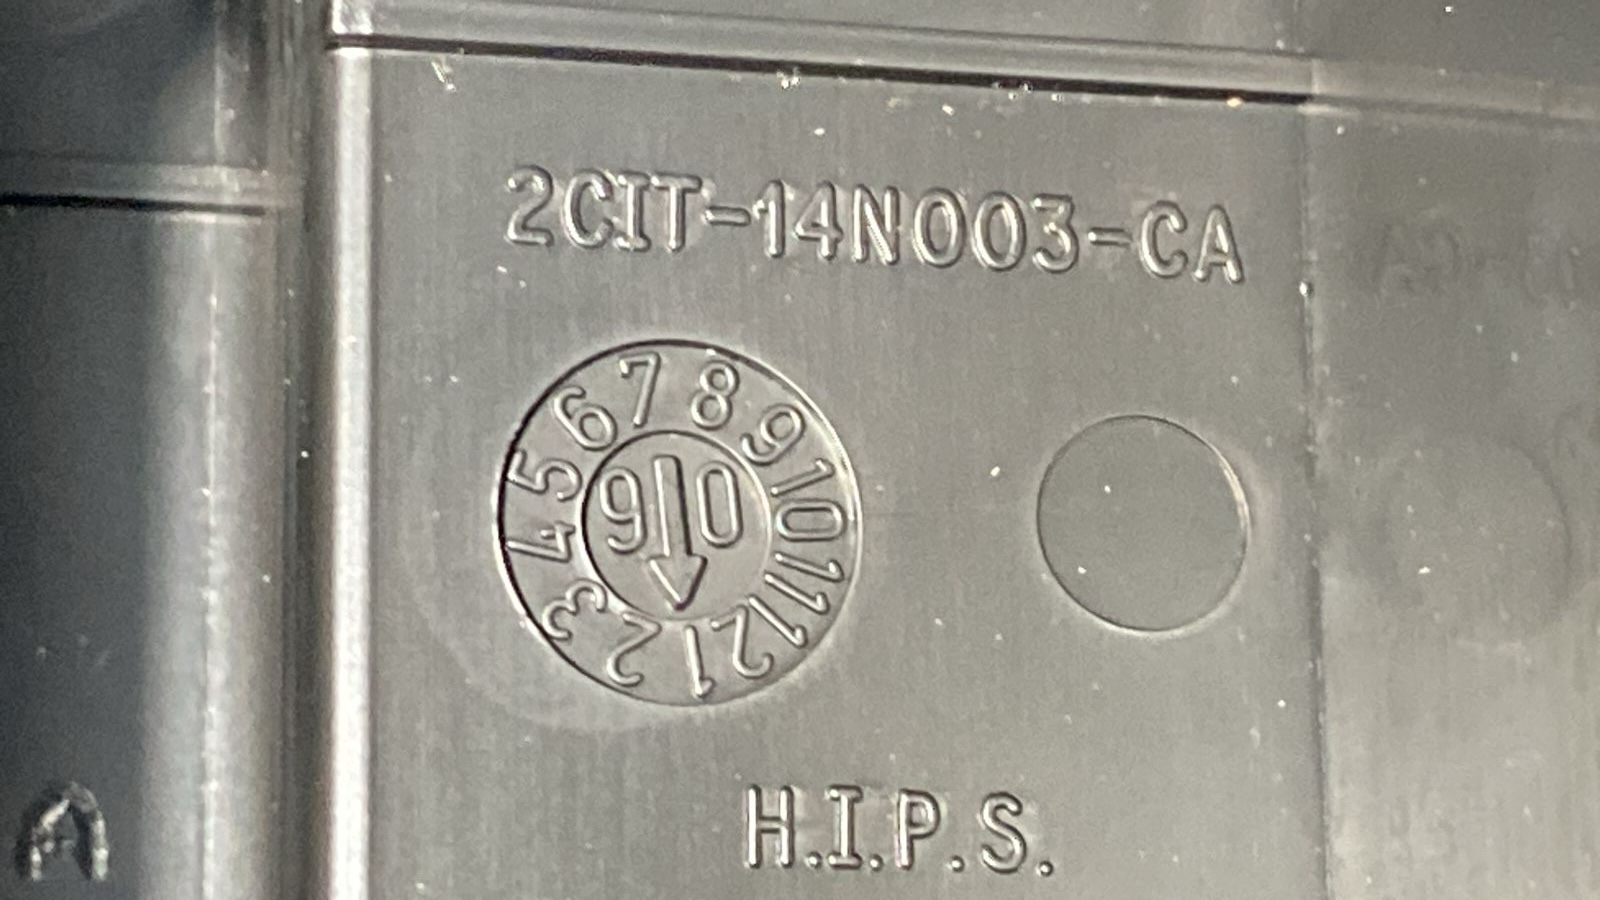 2CIT-14N003-CA
1 2 3 4 5 6 7 8 9 10 11 12
9 0
H.I.P.S.
A